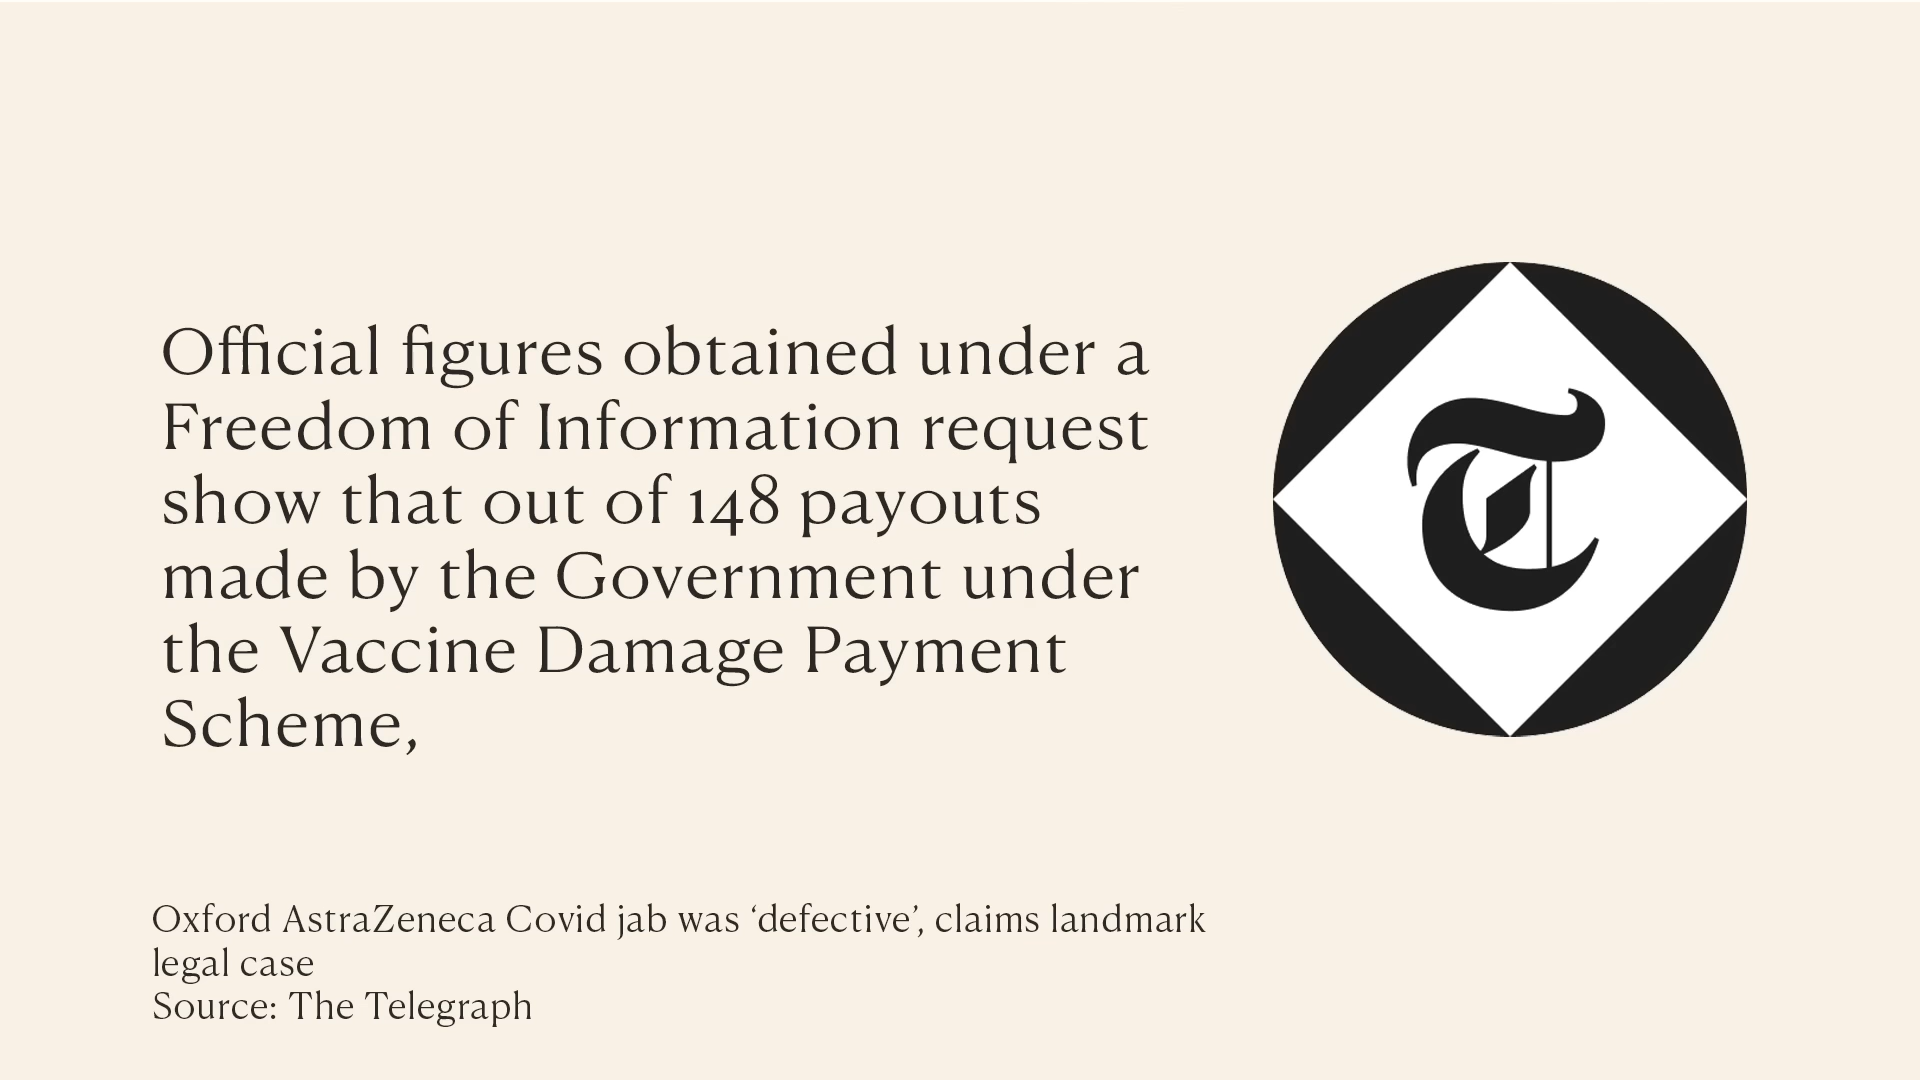 Official figures obtained under a
Freedom of Information request
show that out of 148 payouts
made by the Government under
the Vaccine Damage Payment
Scheme,
T
Oxford AstraZeneca Covid jab was ‘defective’, claims landmark
legal case
Source: The Telegraph